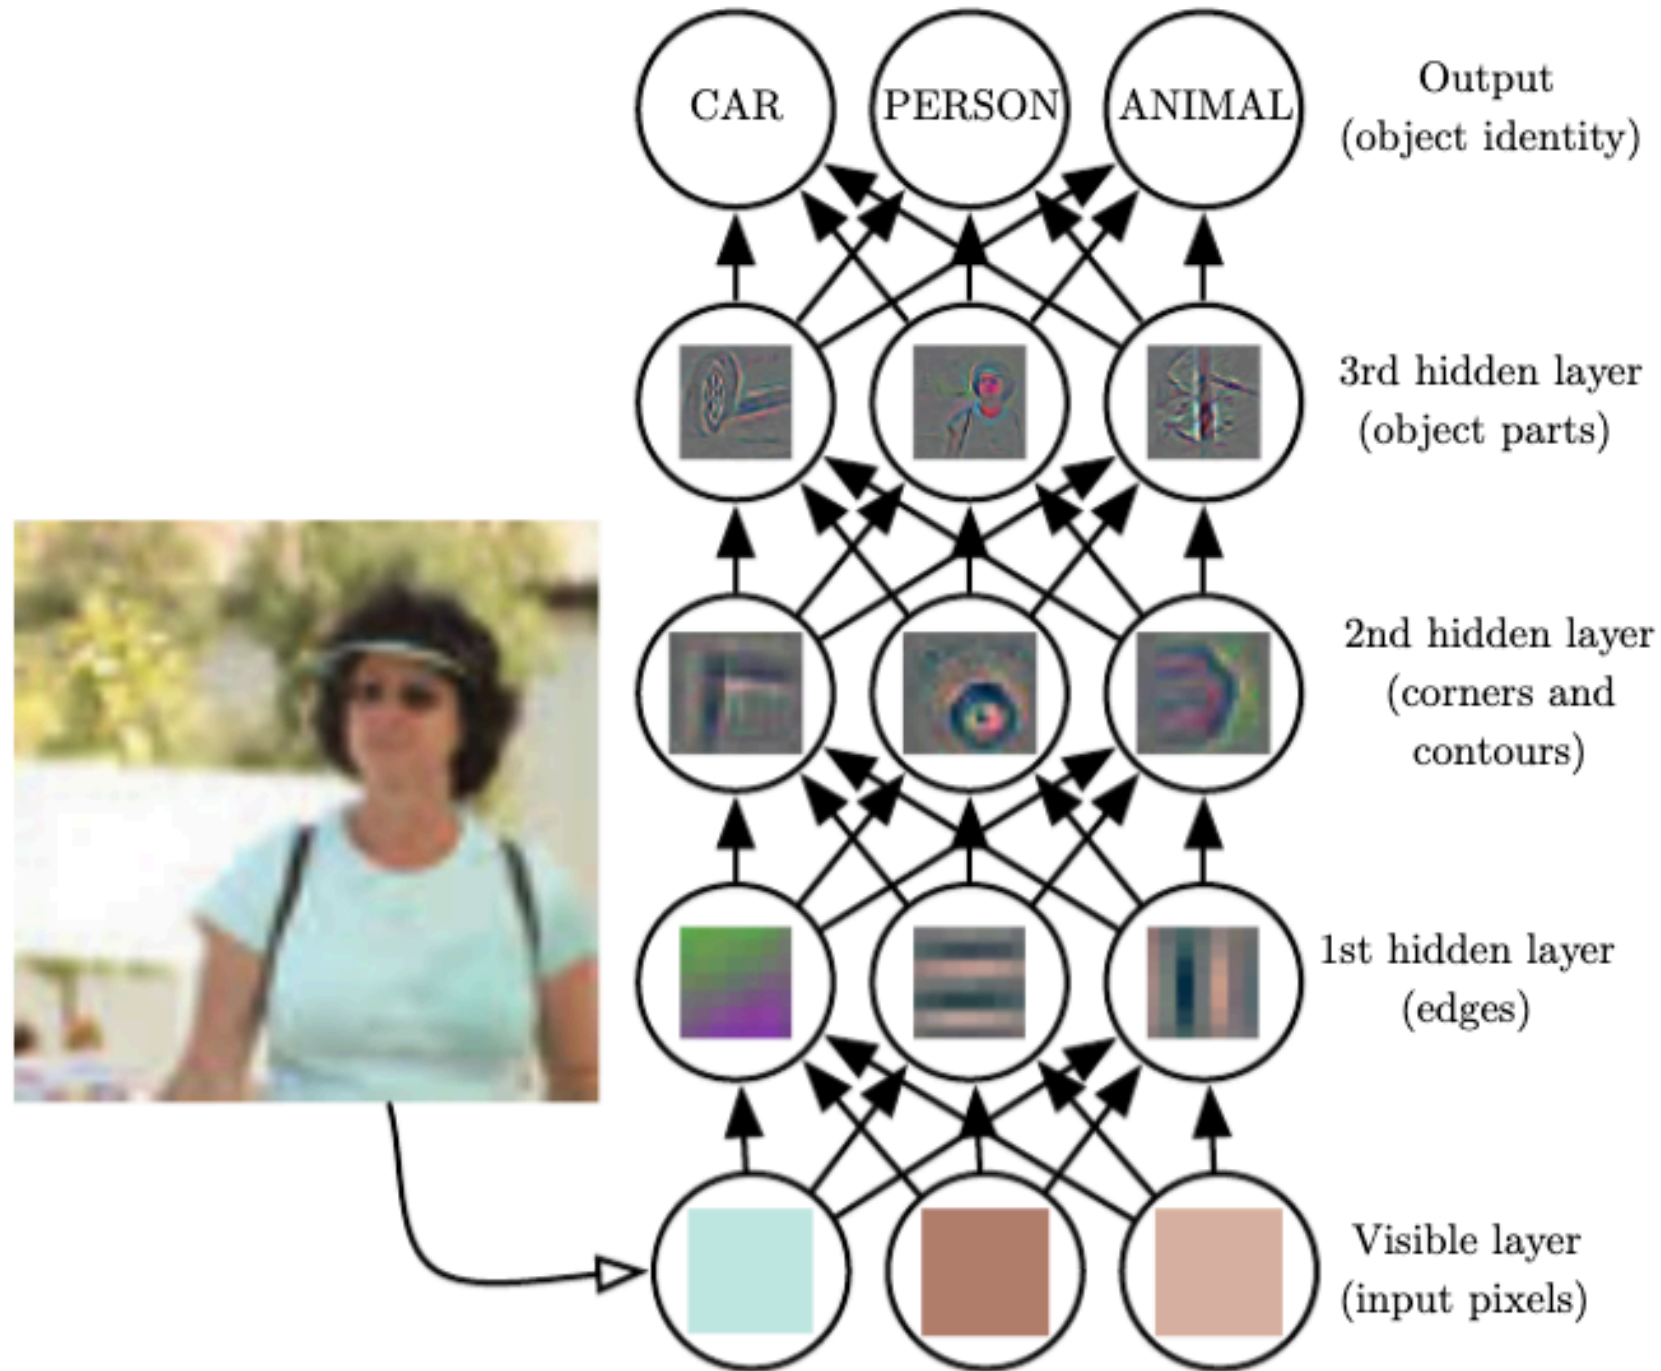 CAR
PERSON
ANIMAL
Output
(object identity)
3rd hidden layer
(object parts)
2nd hidden layer
(corners and
contours)
1st hidden layer
(edges)
Visible layer
(input pixels)